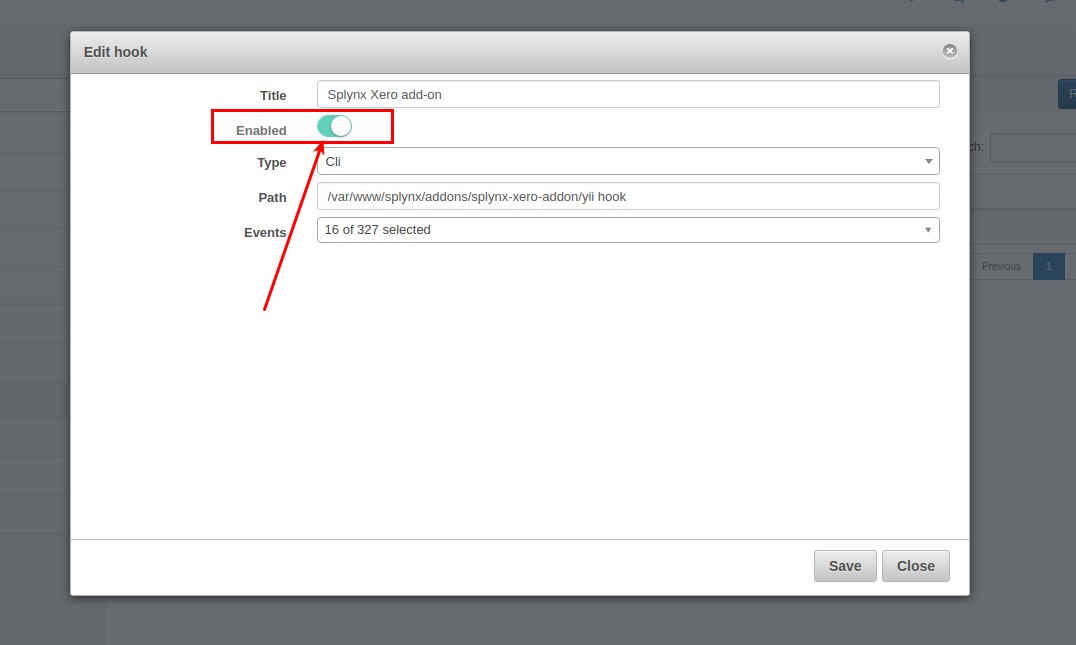 Edit hook
Title
Splynx Xero add-on
Enabled
Type
Cli
Path
/var/www/splynx/addons/splynx-xero-addon/yii hook
Events
16 of 327 selected
Save
Close
ch:
Previous
1